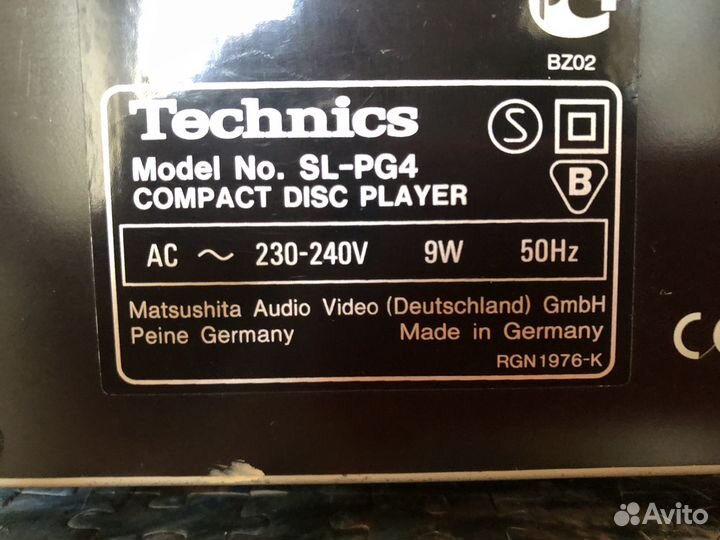 BZ02
Technics
S
Model No. SL-PG4
B
COMPACT DISC PLAYER
AC ~ 230-240V 9W 50Hz
Matsushita Audio Video (Deutschland) GmbH
Peine Germany Made in Germany
RGN1976-K
CE
Avito